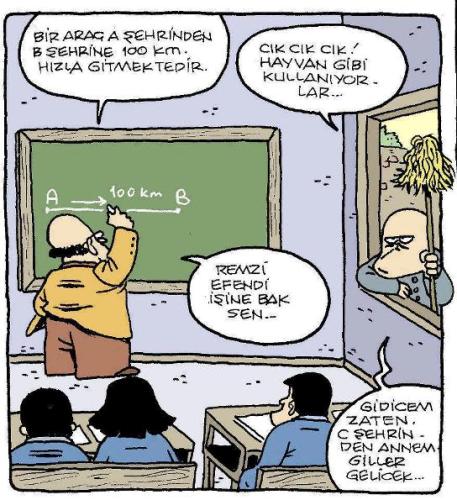 BİR ARAÇ A ŞEHRİNDEN
B ŞEHRİNE 100 KM.
HIZLA GİTMEKTEDİR.
CIK CIK CIK!
HAYVAN GİBİ
KULLANIYOR-
LAR...
A 100 km B
REMZİ
EFENDİ
İŞİNE BAK
SEN...
GİDİCEM
ZATEN.
C ŞEHRİN-
DEN ANNEM
GİLLER
GELİCEK...